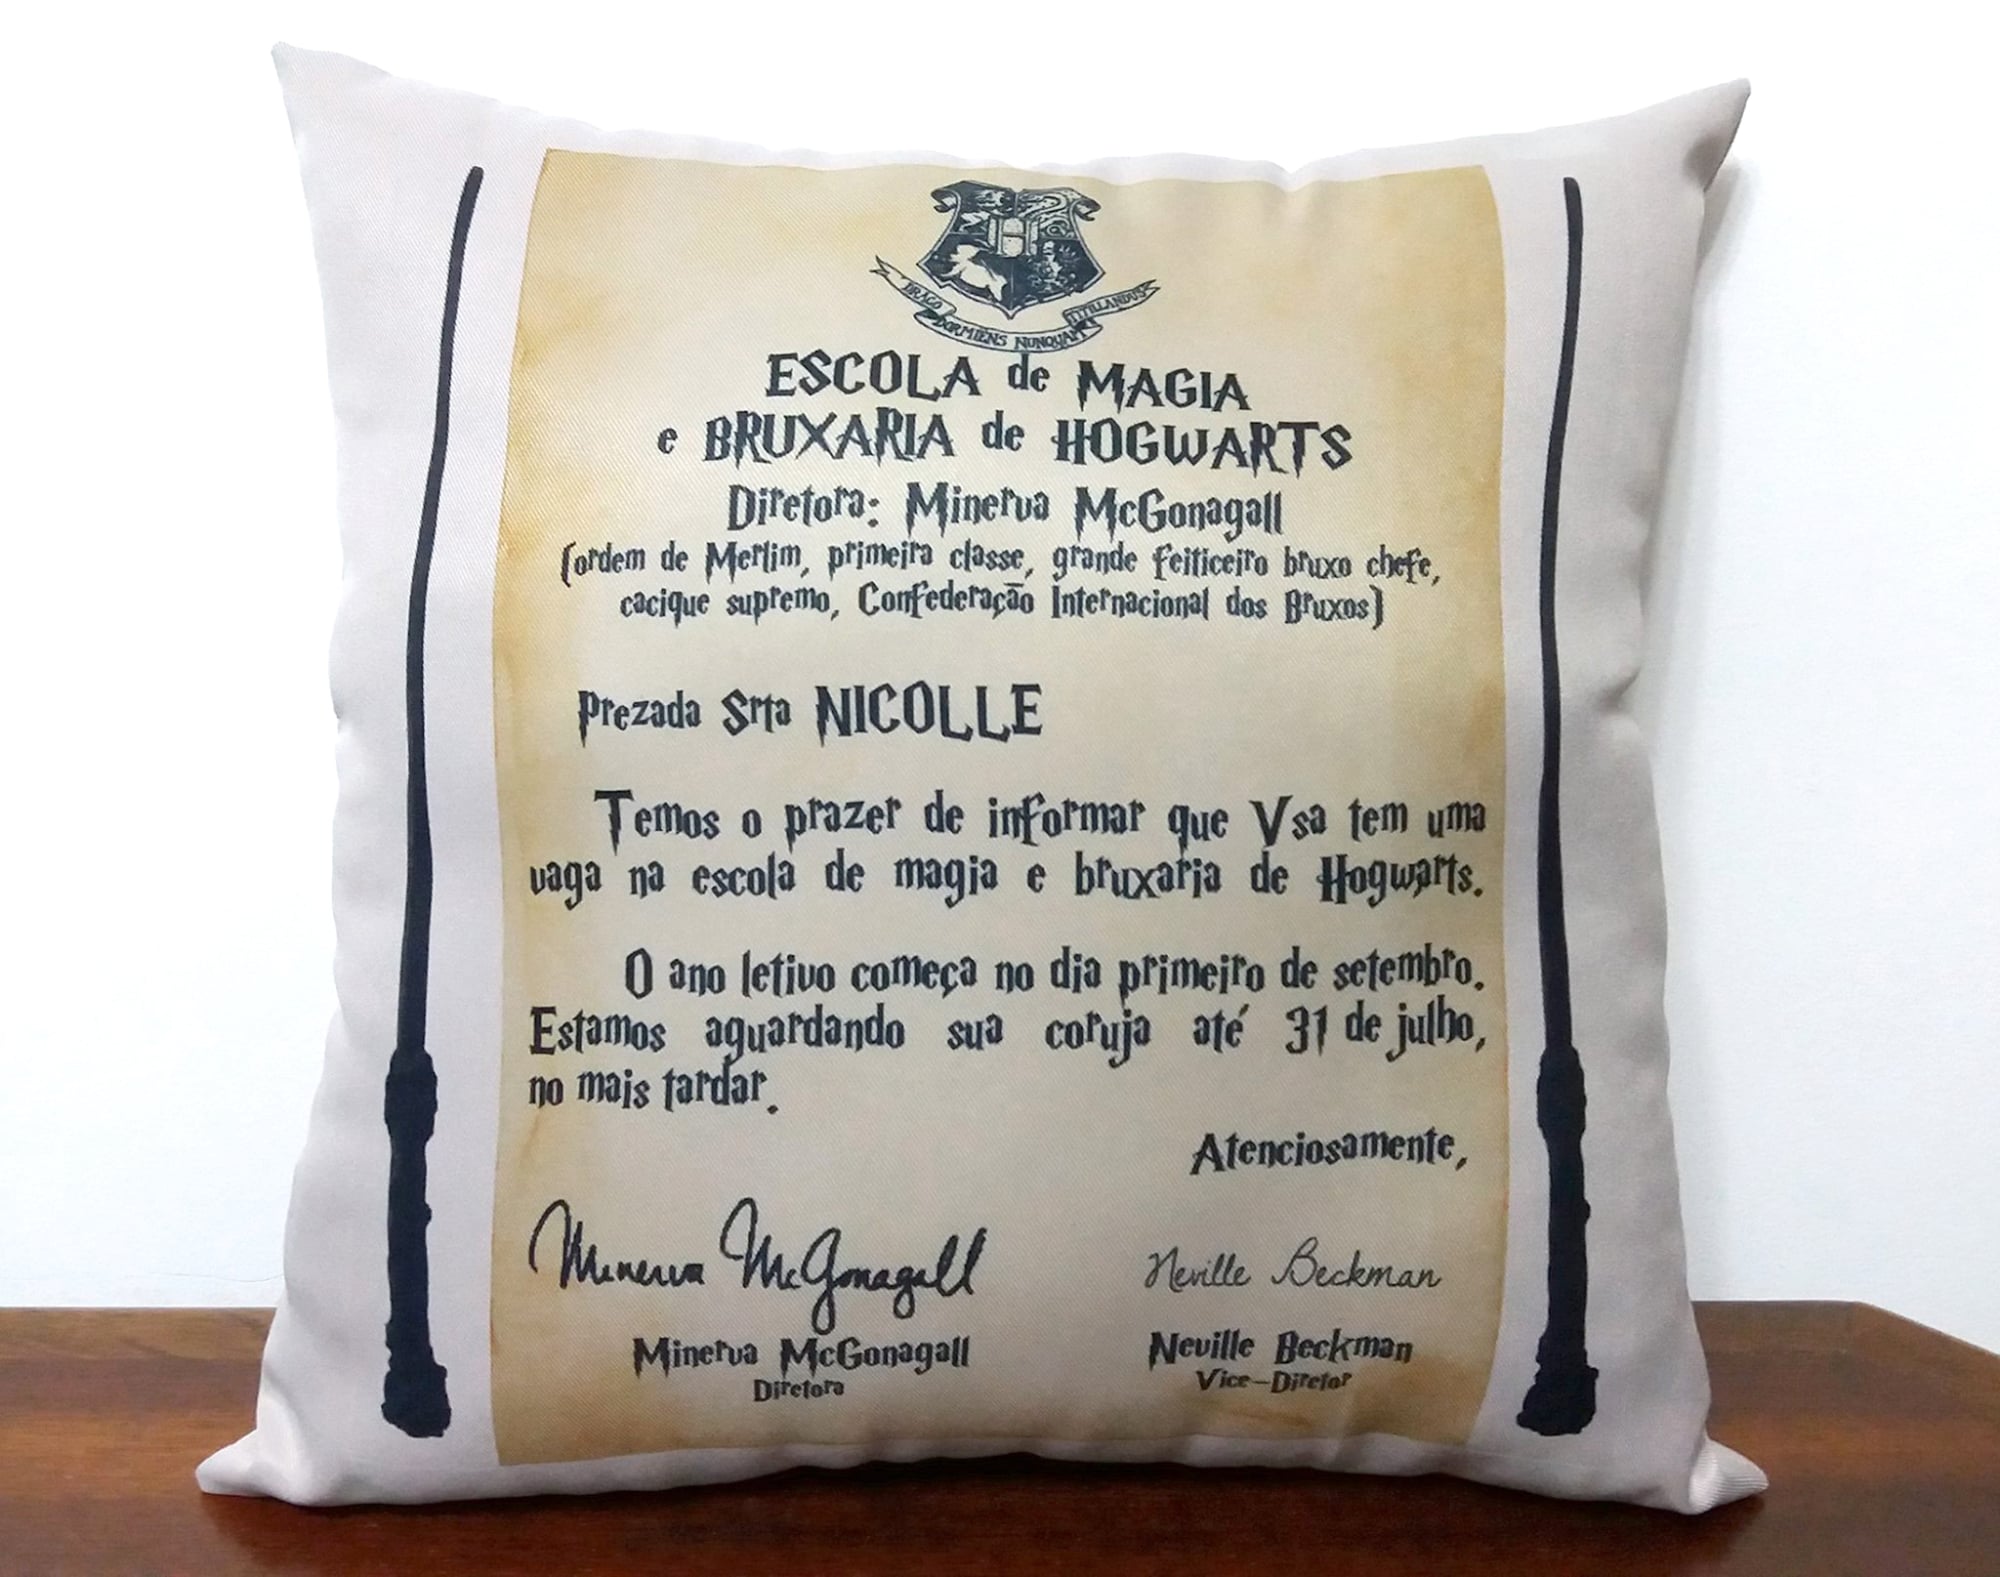 DRACO DORMIENS NUNQUAM TITILLANDUS
ESCOLA de MAGIA
e BRUXARIA de HOGWARTS
Diretora: Minerva McGonagall
(ordem de Merlim, primeira classe, grande feiticeiro bruxo chefe,
cacique supremo, Confederação Internacional dos Bruxos)
Prezada Srta NICOLLE
Temos o prazer de informar que Vsa tem uma
vaga na escola de magia e bruxaria de Hogwarts.
O ano letivo começa no dia primeiro de setembro.
Estamos aguardando sua coruja até 31 de julho,
no mais tardar.
Atenciosamente,
Minerva McGonagall Neville Beckman
Minerva McGonagall Neville Beckman
Diretora Vice-Diretor